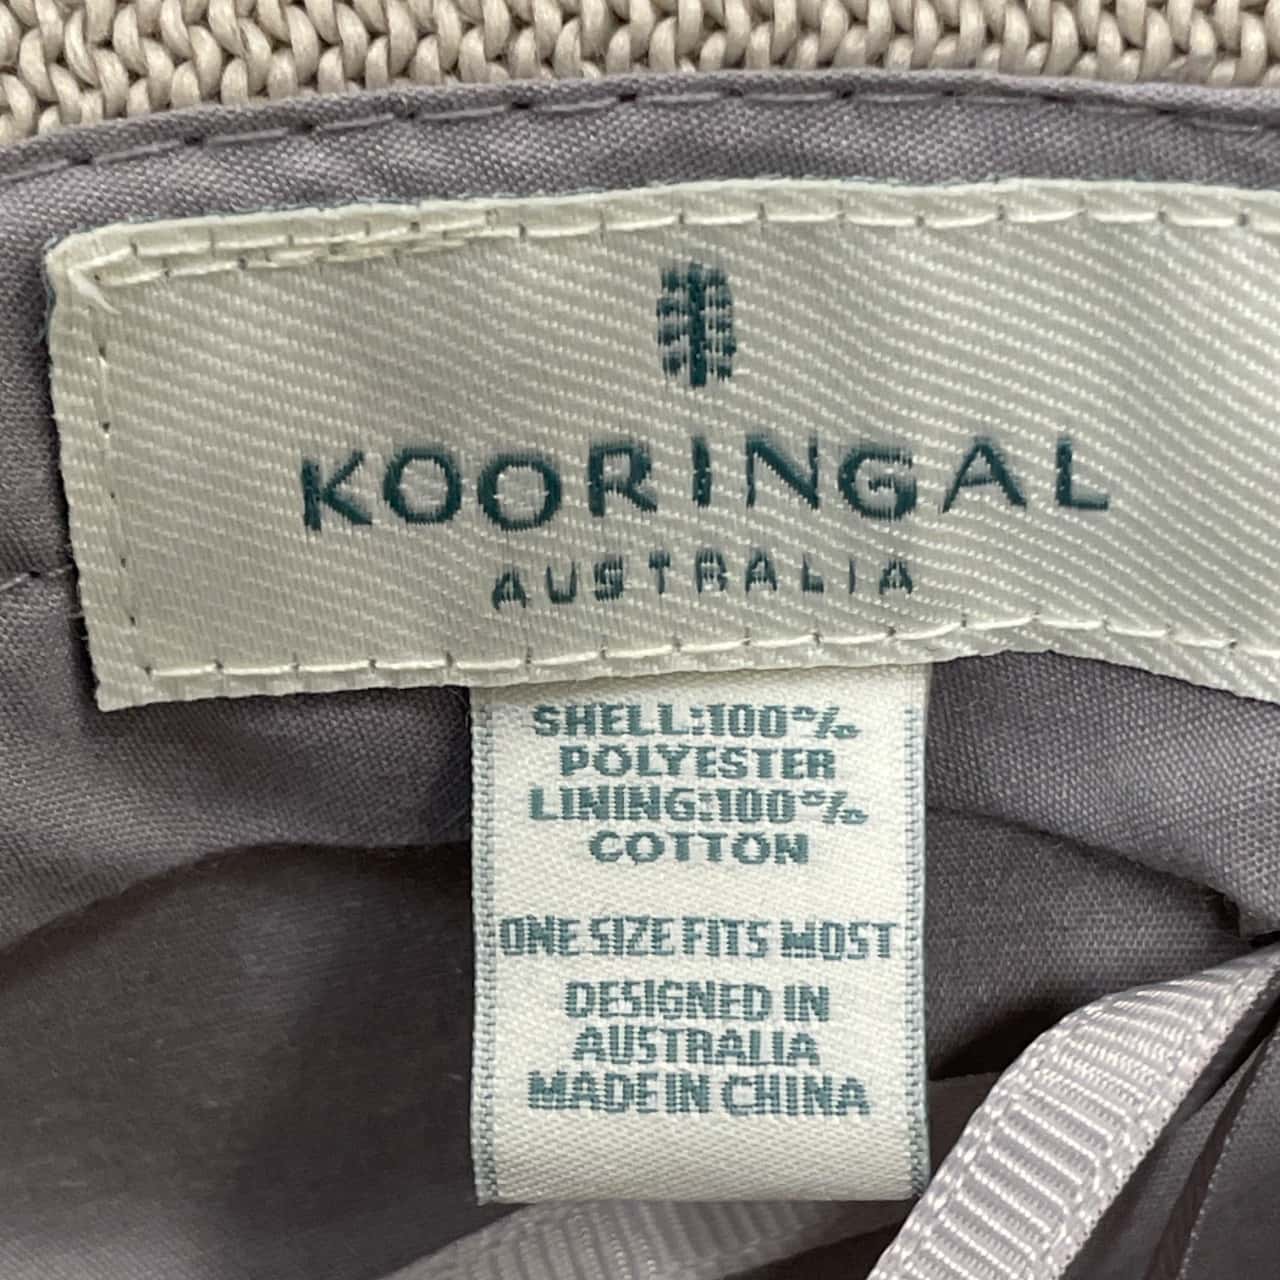 KOORINGAL
AUSTRALIA
SHELL:100%
POLYESTER
LINING:100%
COTTON
ONE SIZE FITS MOST
DESIGNED IN
AUSTRALIA
MADE IN CHINA